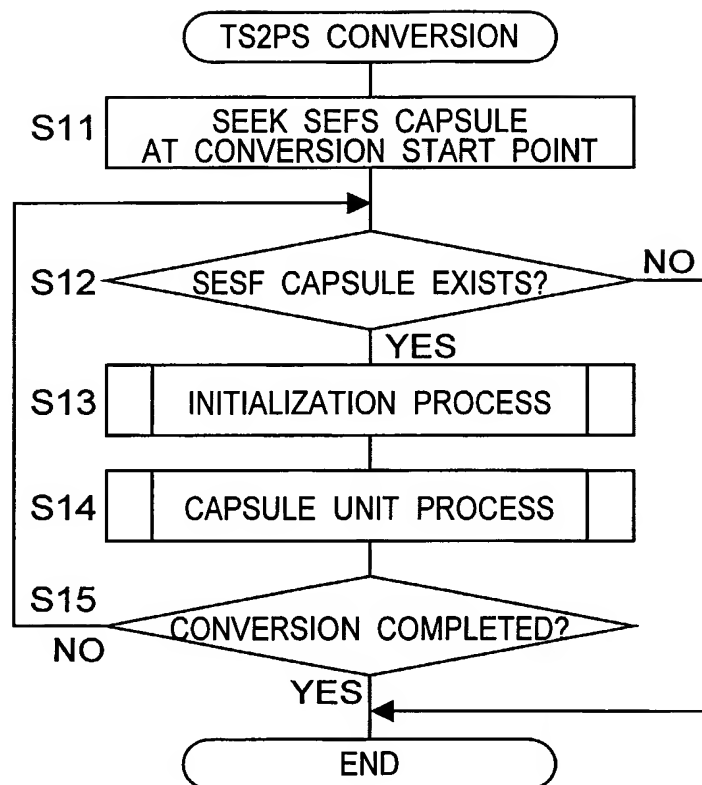 TS2PS CONVERSION
S11
SEEK SEFS CAPSULE
AT CONVERSION START POINT
S12
SESF CAPSULE EXISTS?
NO
YES
S13
INITIALIZATION PROCESS
S14
CAPSULE UNIT PROCESS
S15
CONVERSION COMPLETED?
NO
YES
END